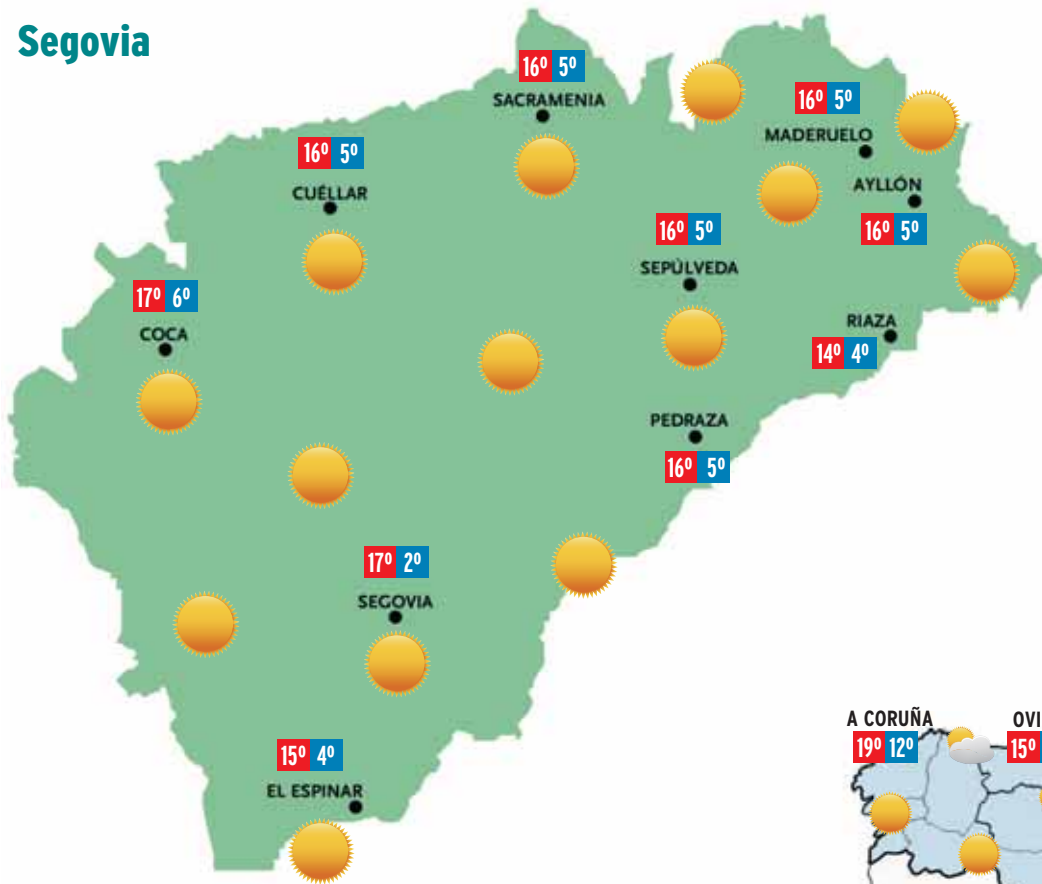 Segovia
16º 5º
SACRAMENIA
16º 5º
MADERUELO
16º 5º
CUÉLLAR
AYLLÓN
16º 5º
16º 5º
SEPÚLVEDA
17º 6º
COCA
RIAZA
14º 4º
PEDRAZA
16º 5º
17º 2º
SEGOVIA
15º 4º
EL ESPINAR
A CORUÑA OVI
19º 12º 15º